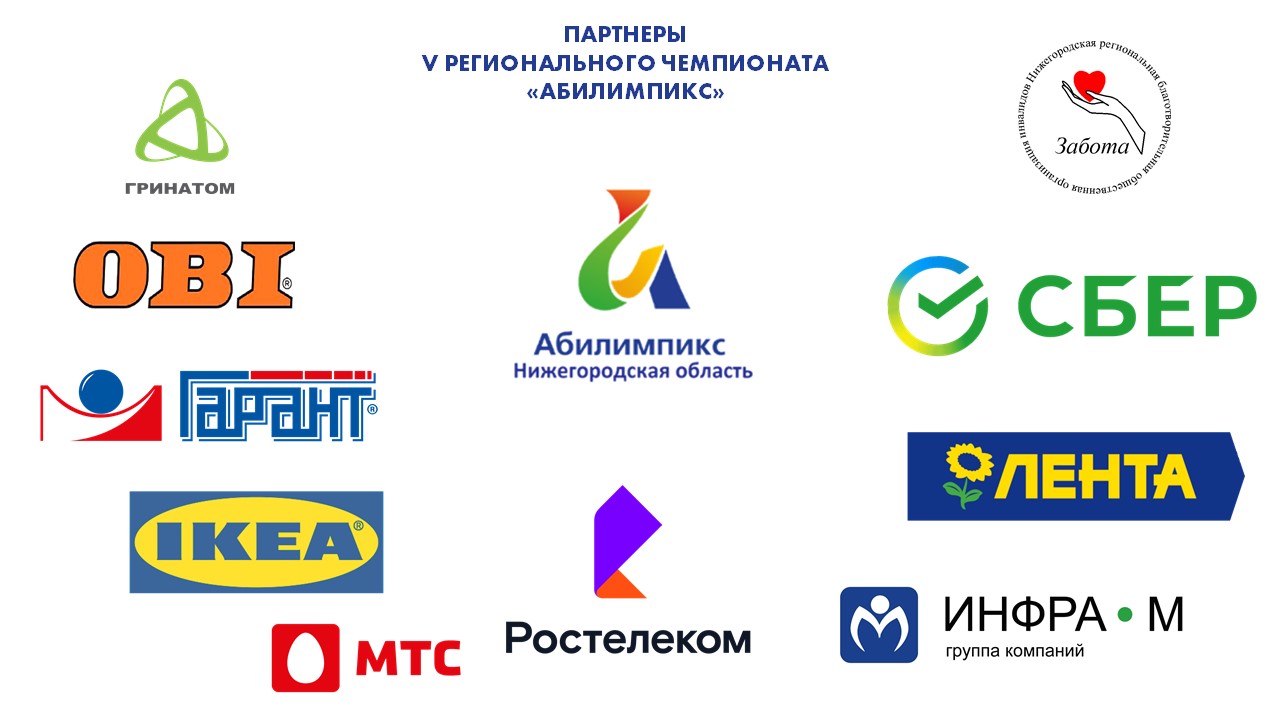 ПАРТНЕРЫ
V РЕГИОНАЛЬНОГО ЧЕМПИОНАТА
«АБИЛИМПИКС»
ГРИНАТОМ
организация инвалидов Нижегородская региональная благотворительная общественная
Забота
OBI®
Абилимпикс
Нижегородская область
СБЕР
Гарант®
ЛЕНТА
IKEA®
Ростелеком
ИНФРА • М
группа компаний
МТС